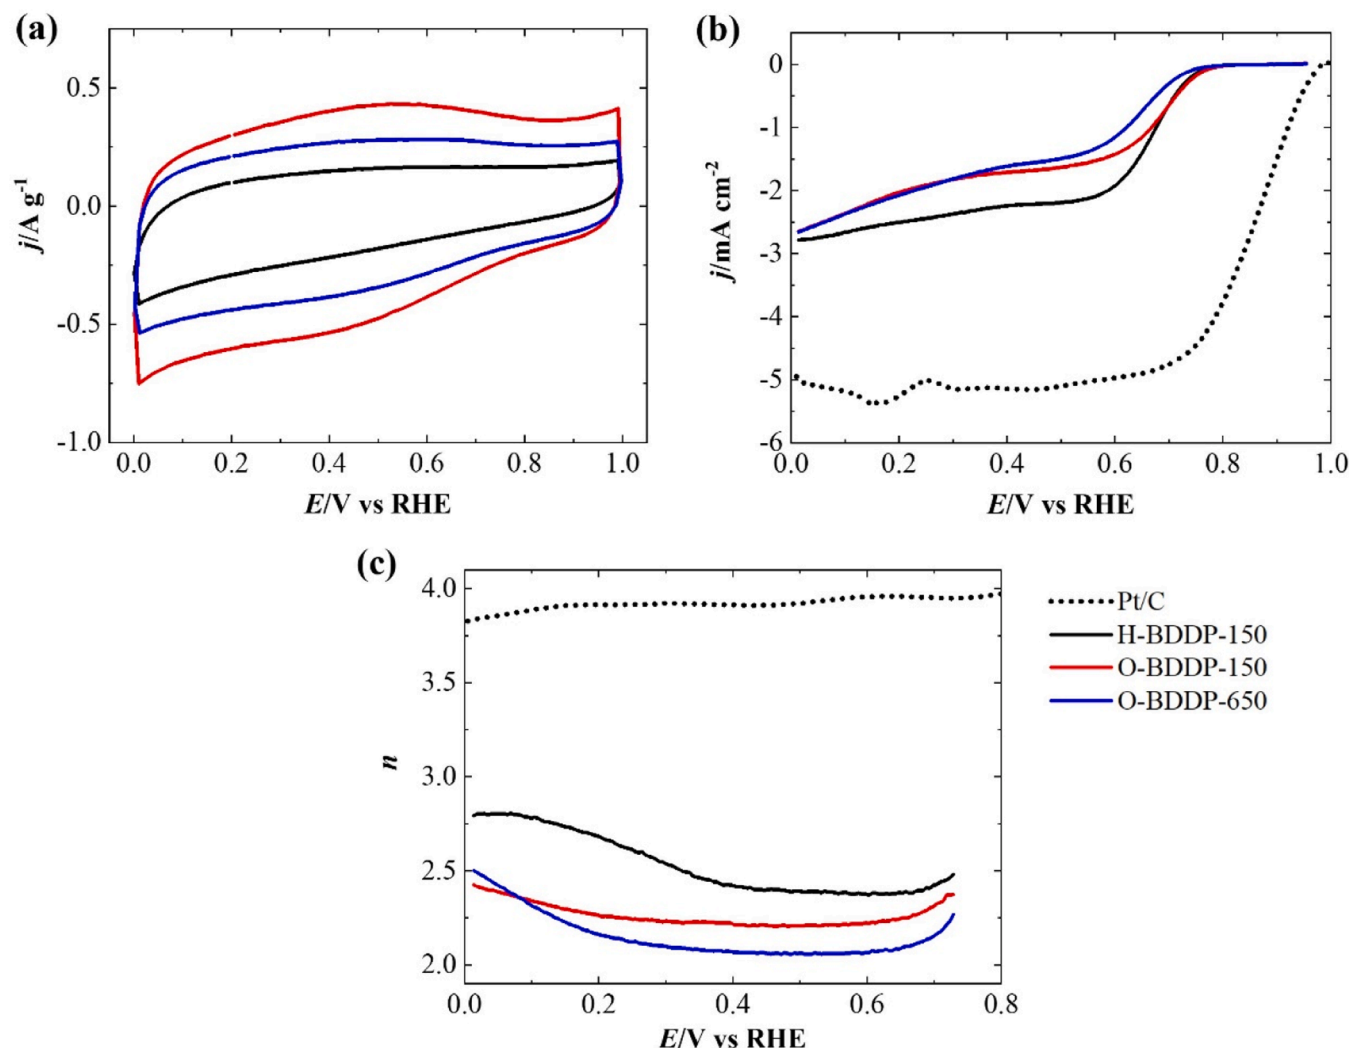 (a)
0.5
0.0
-0.5
-1.0
j/A g-1
0.0 0.2 0.4 0.6 0.8 1.0
E/V vs RHE
(b)
0
-1
-2
-3
-4
-5
-6
j/mA cm-2
0.0 0.2 0.4 0.6 0.8 1.0
E/V vs RHE
(c)
4.0
3.5
3.0
2.5
2.0
n
0.0 0.2 0.4 0.6 0.8
E/V vs RHE
Pt/C
H-BDDP-150
O-BDDP-150
O-BDDP-650